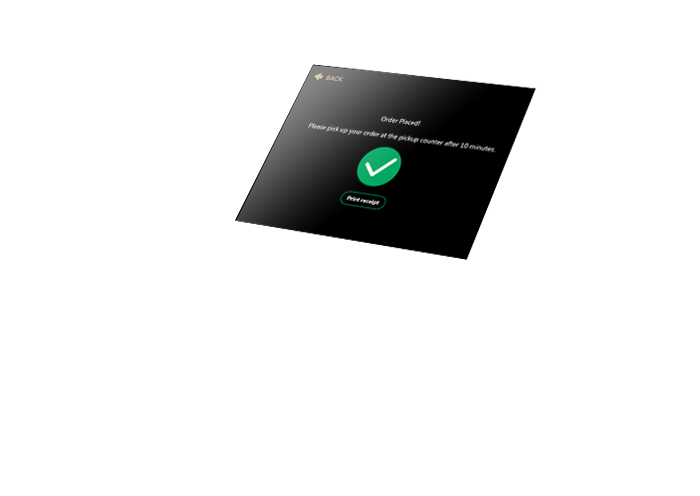 BACK
Order Placed!
Please pick up your order at the pickup counter after 10 minutes.
Print receipt